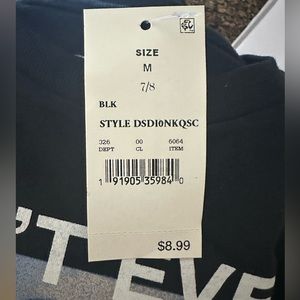 SIZE
M
7/8
BLK
STYLE DSDI0NKQSC
326 00 6064
DEPT CL ITEM
1 91905 35984 0
$8.99
'T EVE